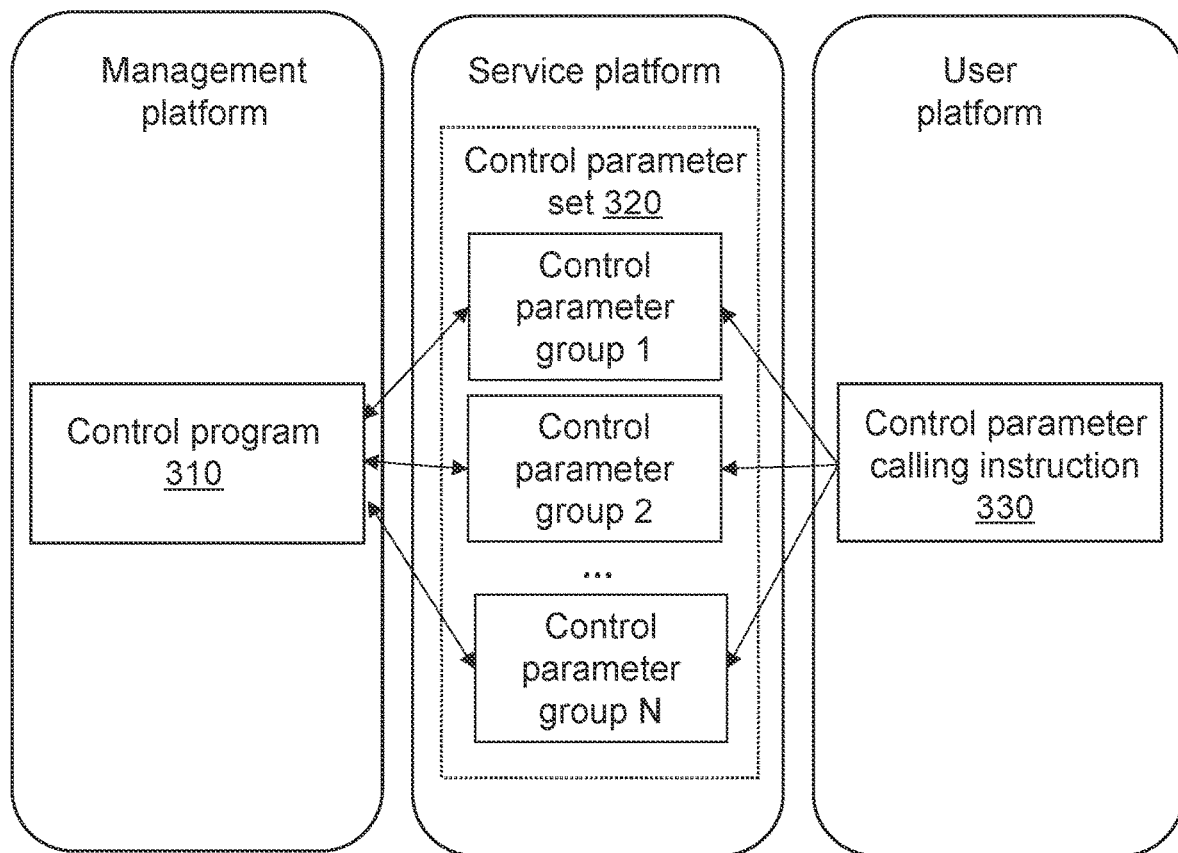 Management
platform
Service platform
User
platform
Control parameter
set 320
Control
parameter
group 1
Control program
310
Control
parameter
group 2
Control parameter
calling instruction
330
...
Control
parameter
group N